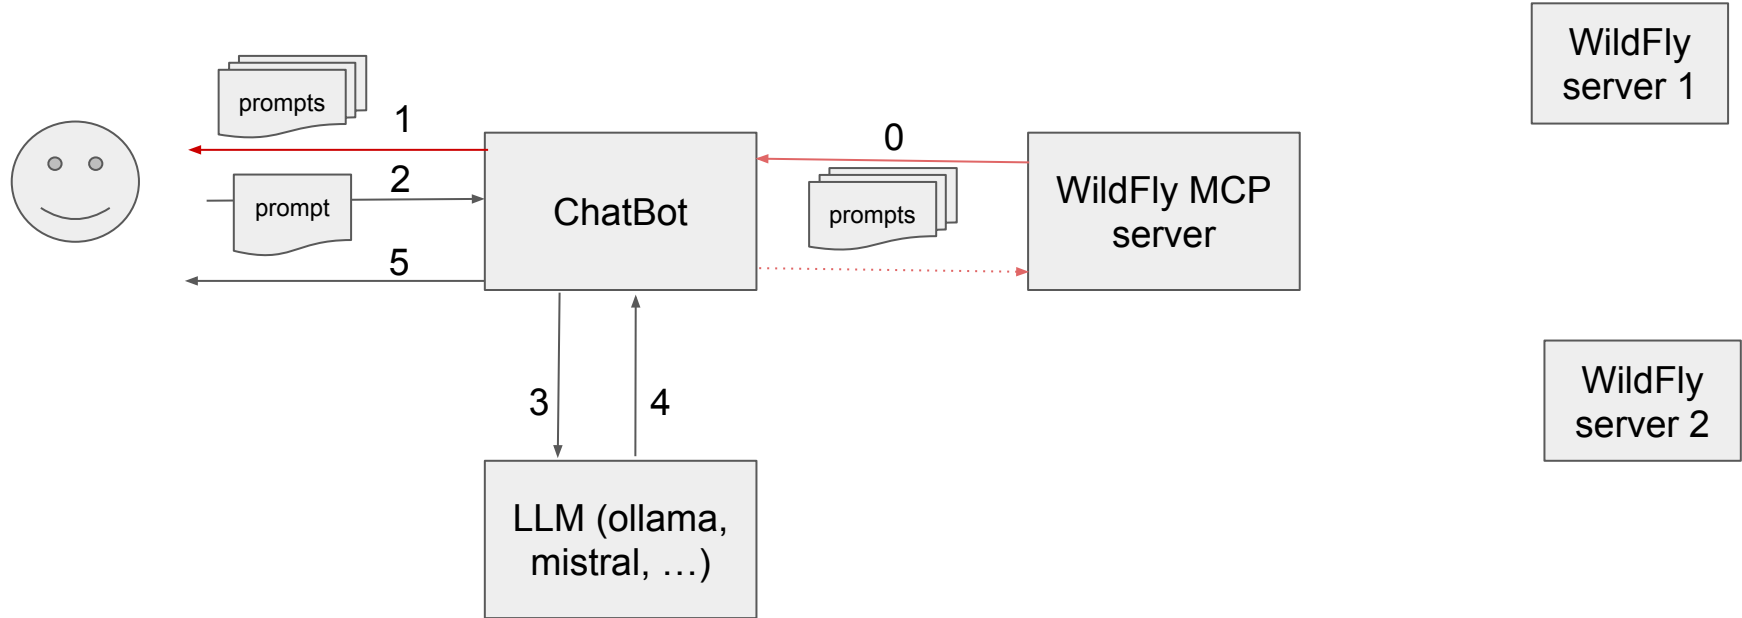 WildFly
server 1
prompts
1
0
2
prompt
ChatBot
prompts
WildFly MCP
server
5
3
4
WildFly
server 2
LLM (ollama,
mistral, …)